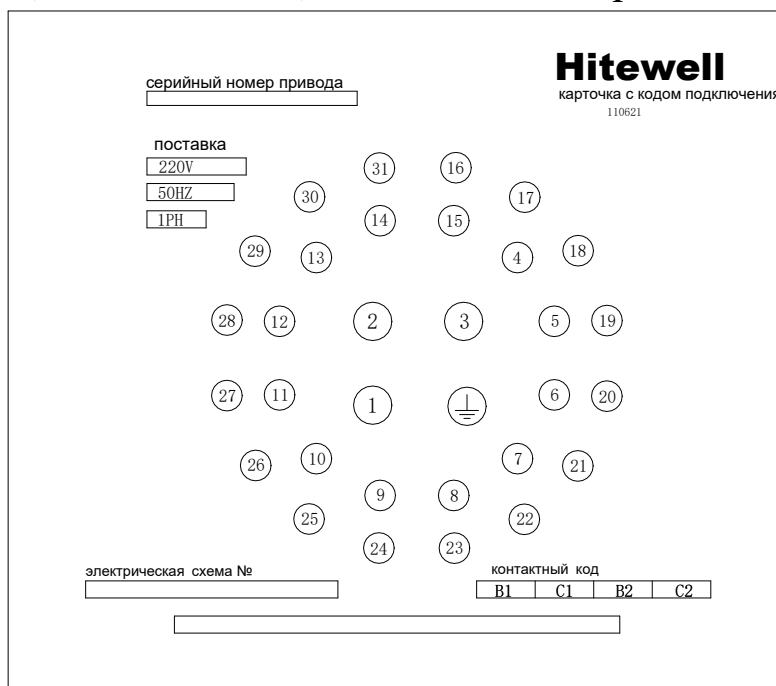 Hitewell
серийный номер привода
карточка с кодом подключения
110621
поставка
220V
50HZ
1PH
31 16
30 17
14 15
29 13 4 18
28 12 2 3 5 19
27 11 1 6 20
26 10 7 21
9 8
25 22
24 23
электрическая схема №
контактный код
B1 C1 B2 C2